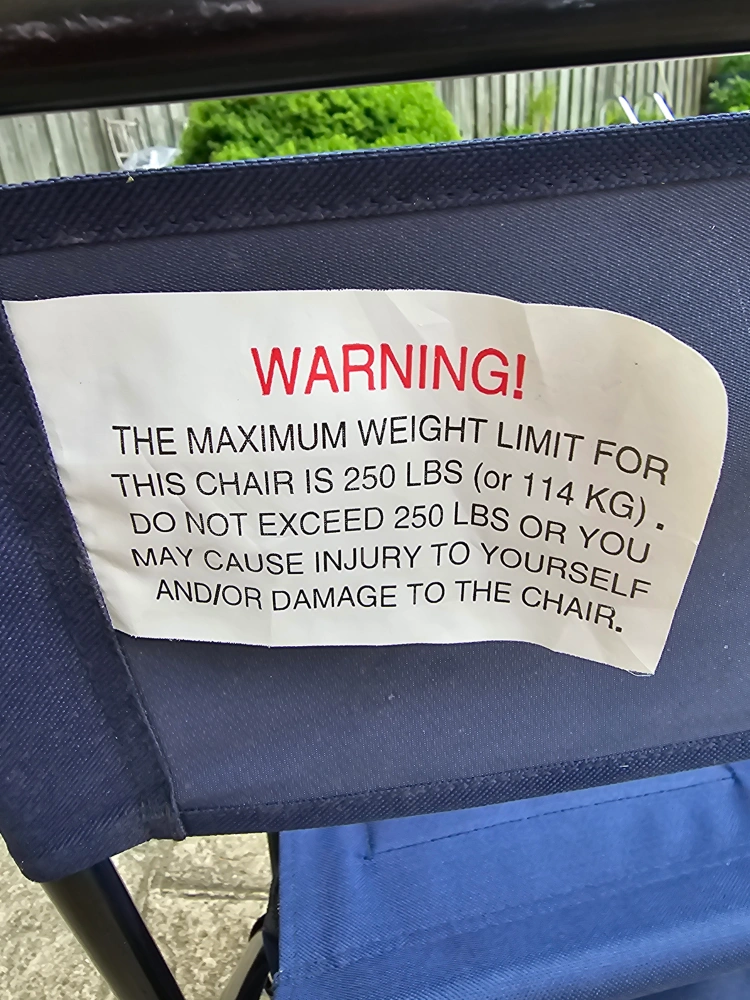 WARNING!
THE MAXIMUM WEIGHT LIMIT FOR
THIS CHAIR IS 250 LBS (or 114 KG) .
DO NOT EXCEED 250 LBS OR YOU
MAY CAUSE INJURY TO YOURSELF
AND/OR DAMAGE TO THE CHAIR.